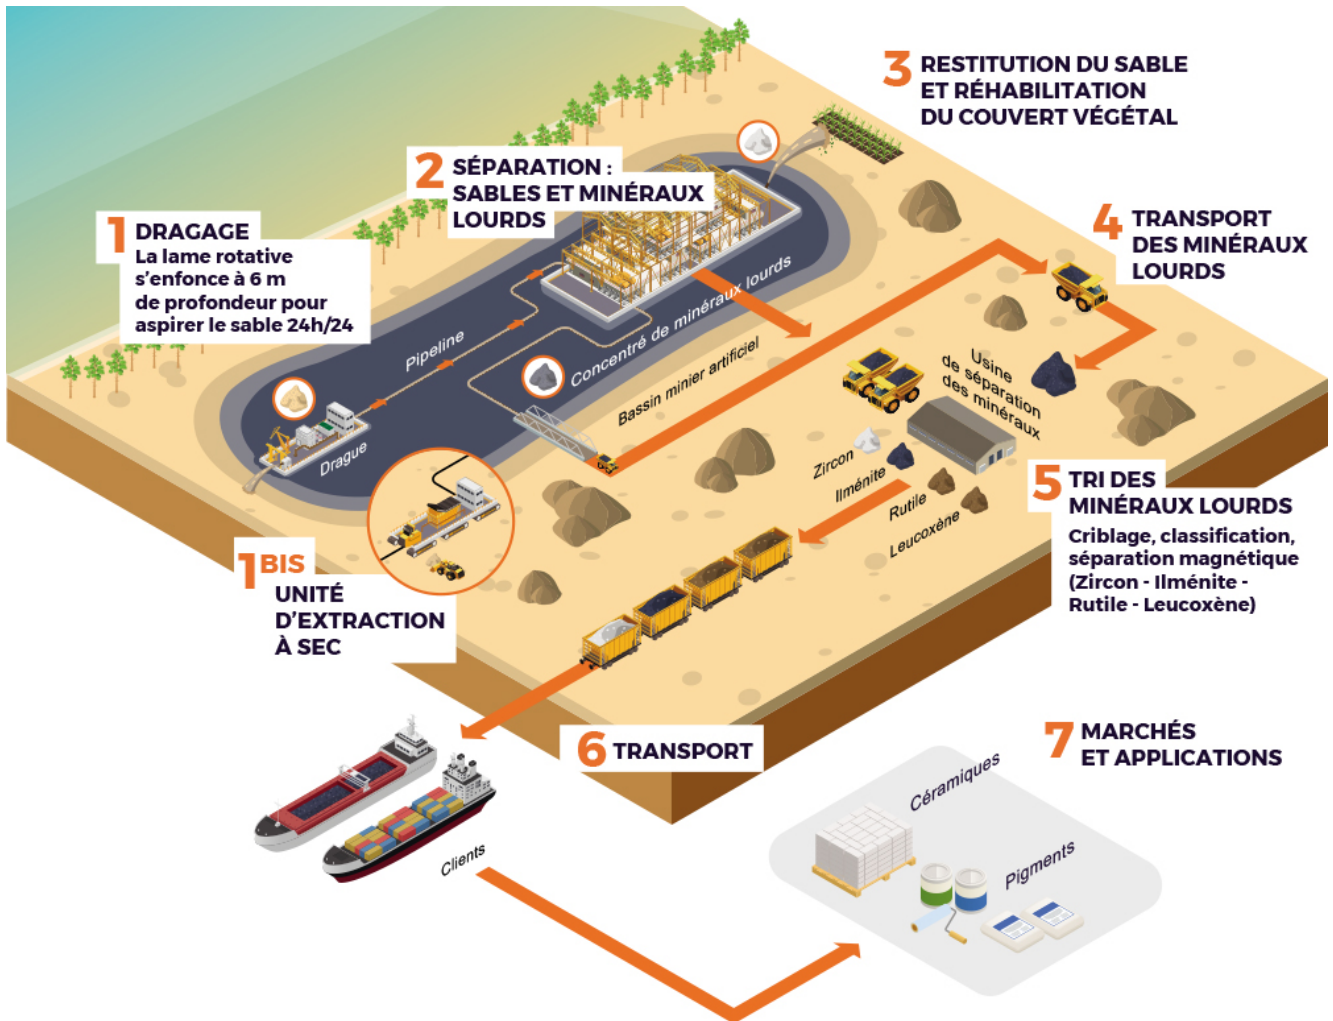 3 RESTITUTION DU SABLE
ET RÉHABILITATION
DU COUVERT VÉGÉTAL
2 SÉPARATION :
SABLES ET MINÉRAUX
LOURDS
1 DRAGAGE
La lame rotative
s’enfonce à 6 m
de profondeur pour
aspirer le sable 24h/24
4 TRANSPORT
DES MINÉRAUX
LOURDS
Pipeline
Concentré de minéraux lourds
Bassin minier artificiel
Drague
Usine
de séparation
des minéraux
Zircon
Ilménite
Rutile
Leucoxène
5 TRI DES
MINÉRAUX LOURDS
Criblage, classification,
séparation magnétique
(Zircon - Ilménite -
Rutile - Leucoxène)
1 BIS
UNITÉ
D’EXTRACTION
À SEC
6 TRANSPORT
Clients
7 MARCHÉS
ET APPLICATIONS
Céramiques
Pigments